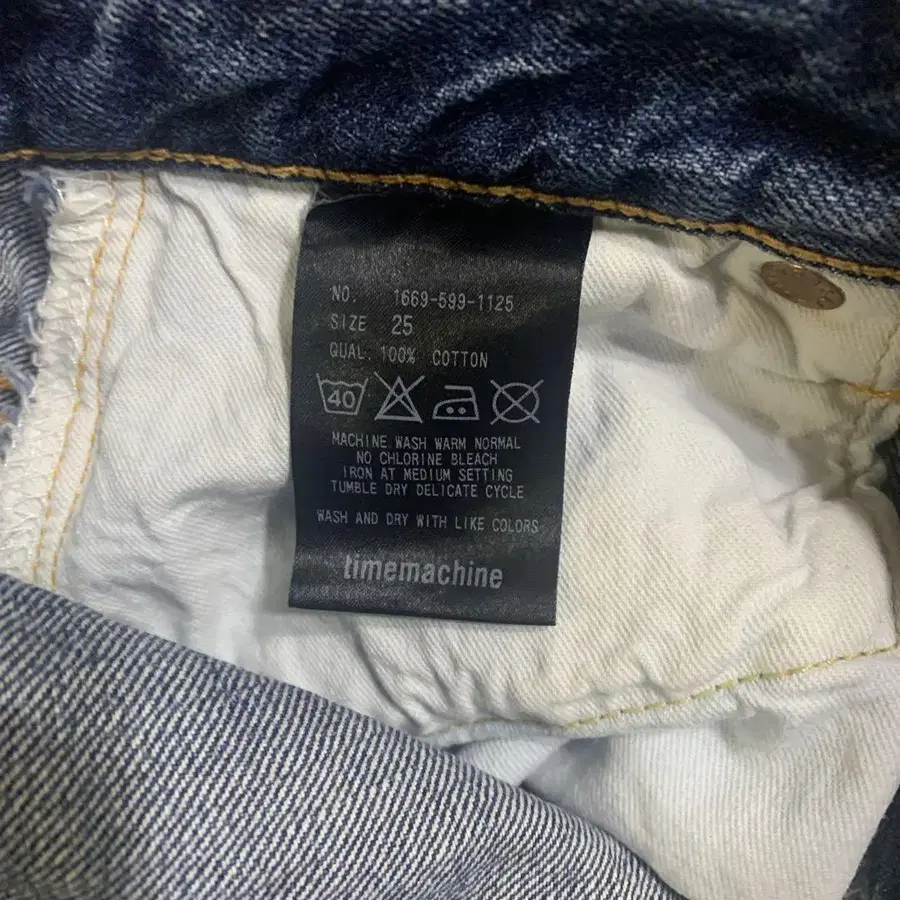 NO. 1669-599-1125
SIZE 25
QUAL. 100% COTTON
40
MACHINE WASH WARM NORMAL
NO CHLORINE BLEACH
IRON AT MEDIUM SETTING
TUMBLE DRY DELICATE CYCLE
WASH AND DRY WITH LIKE COLORS
timemachine